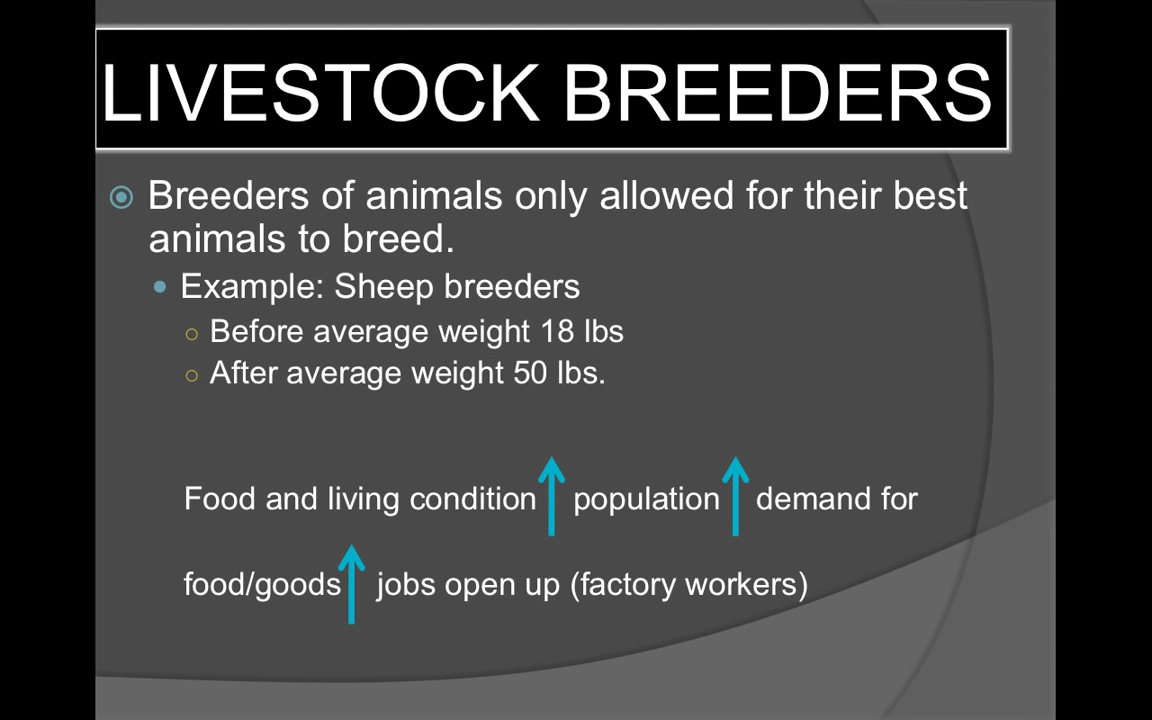 LIVESTOCK BREEDERS
Breeders of animals only allowed for their best
animals to breed.
Example: Sheep breeders
Before average weight 18 lbs
After average weight 50 lbs.
Food and living condition population demand for
food/goods jobs open up (factory workers)